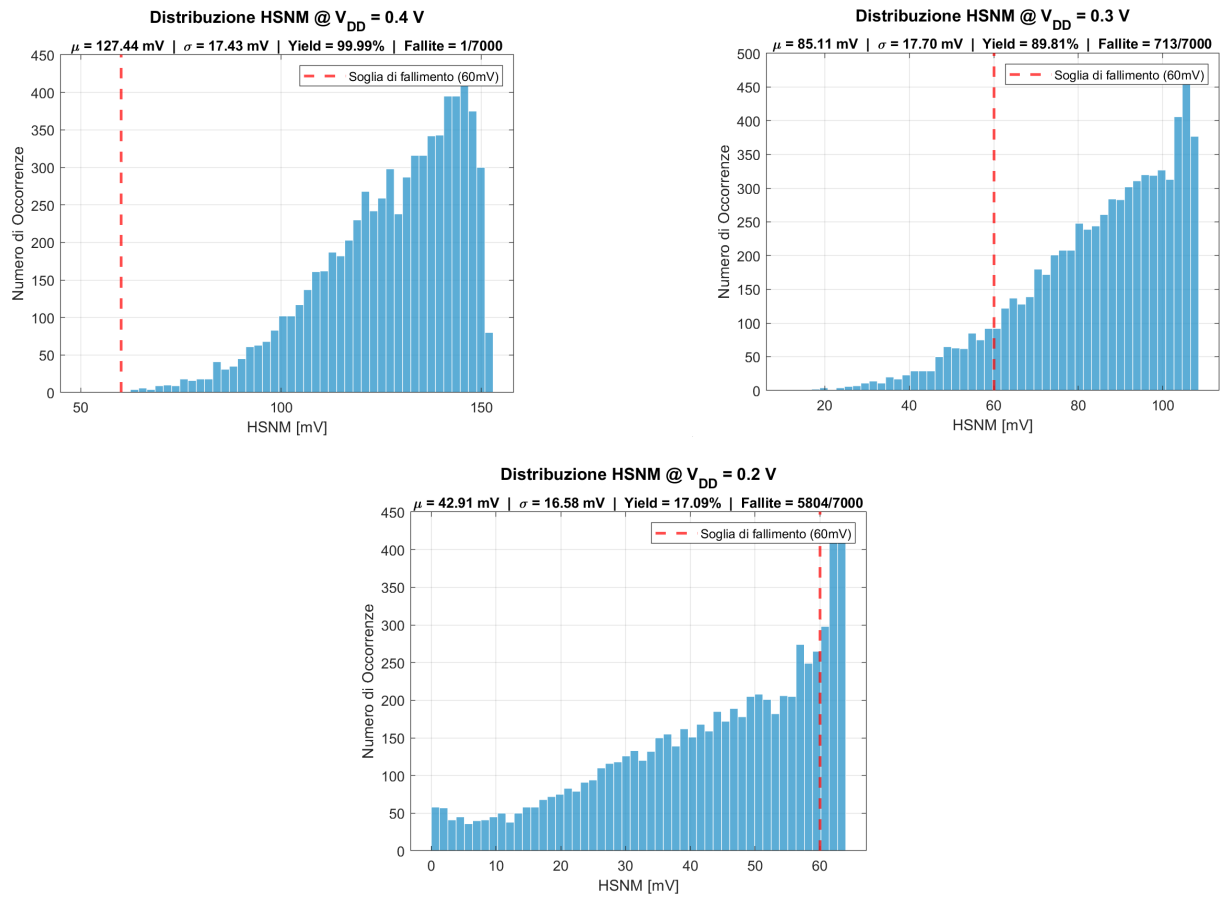 Distribuzione HSNM @ V_DD = 0.4 V
μ = 127.44 mV | σ = 17.43 mV | Yield = 99.99% | Fallite = 1/7000
Soglia di fallimento (60mV)
450
400
350
300
250
200
150
100
50
0
Numero di Occorrenze
50 100 150
HSNM [mV]
Distribuzione HSNM @ V_DD = 0.3 V
μ = 85.11 mV | σ = 17.70 mV | Yield = 89.81% | Fallite = 713/7000
Soglia di fallimento (60mV)
500
450
400
350
300
250
200
150
100
50
0
Numero di Occorrenze
20 40 60 80 100
HSNM [mV]
Distribuzione HSNM @ V_DD = 0.2 V
μ = 42.91 mV | σ = 16.58 mV | Yield = 17.09% | Fallite = 5804/7000
Soglia di fallimento (60mV)
450
400
350
300
250
200
150
100
50
0
Numero di Occorrenze
0 10 20 30 40 50 60
HSNM [mV]